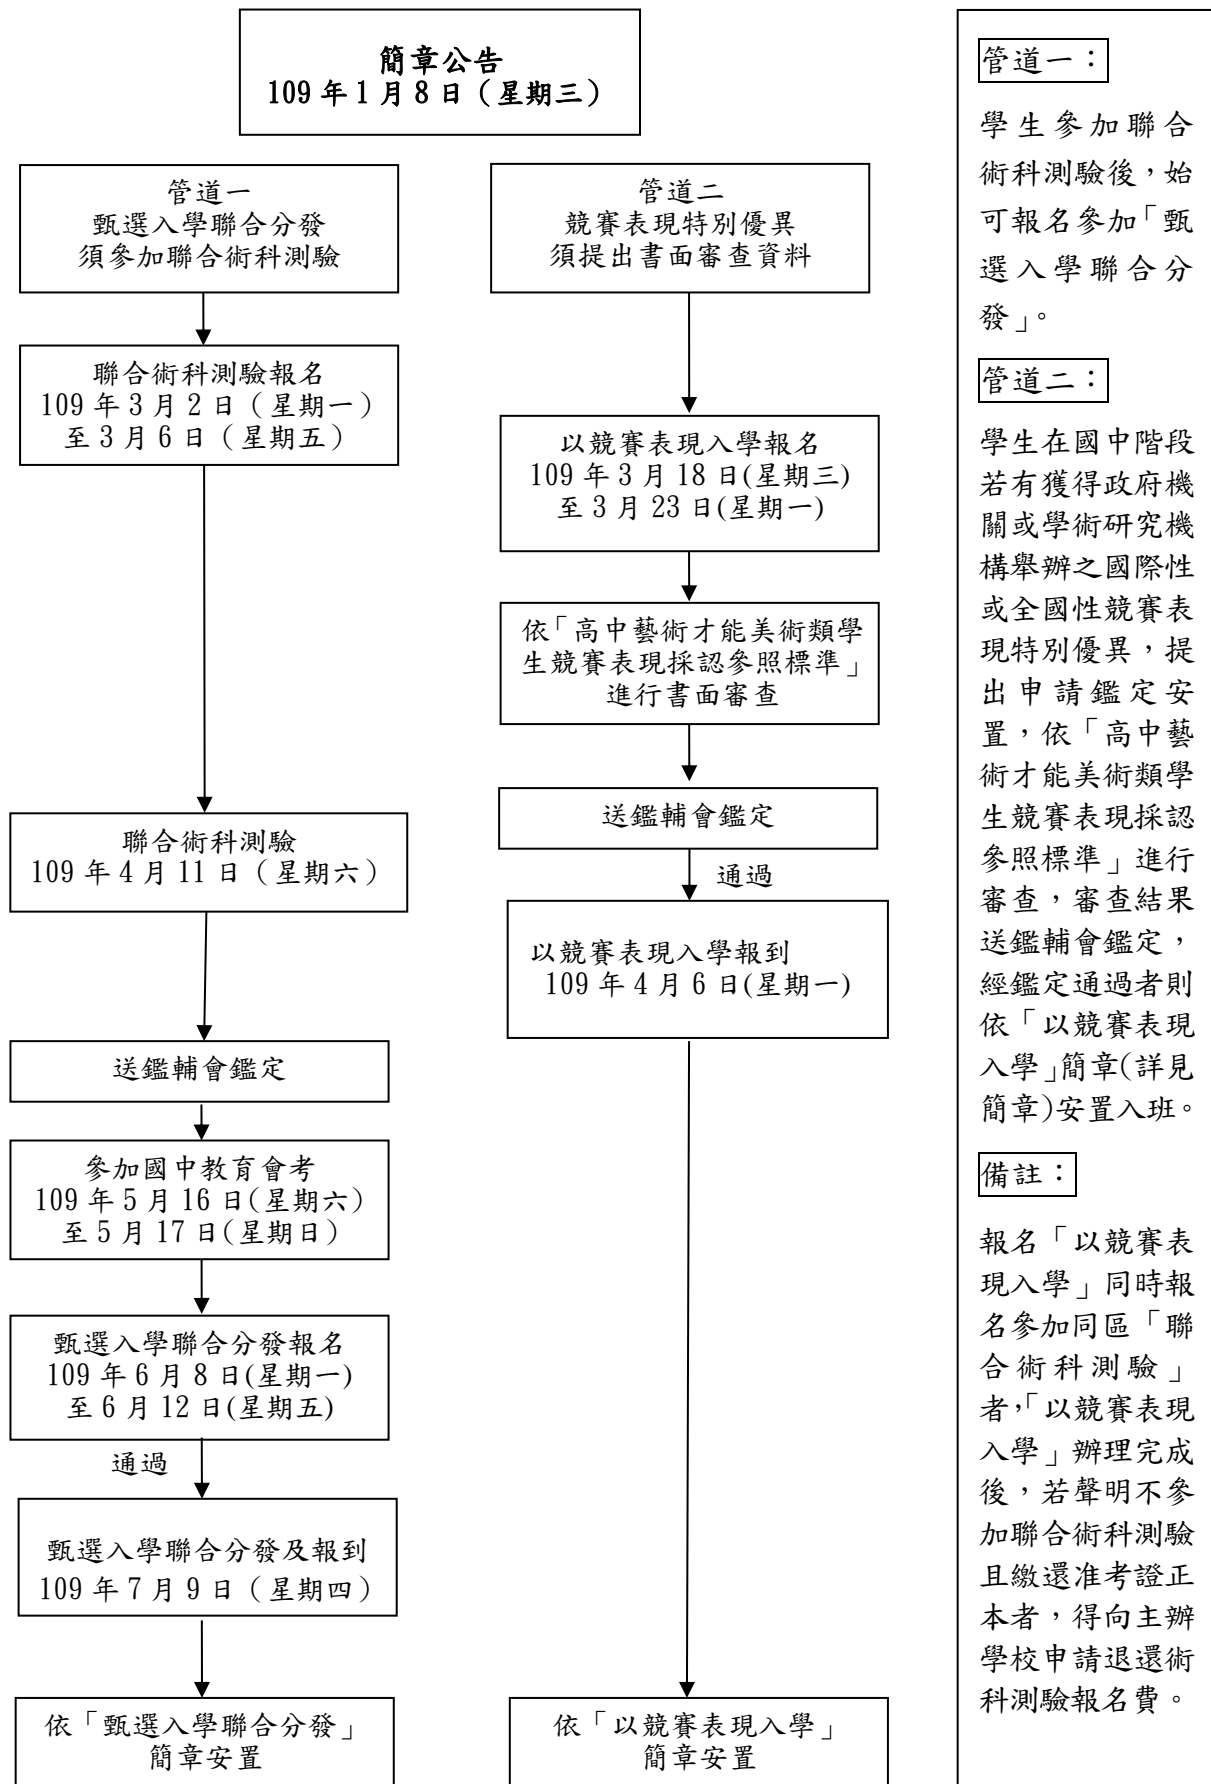 簡章公告
109 年 1 月 8 日（星期三）
管道一
甄選入學聯合分發
須參加聯合術科測驗
聯合術科測驗報名
109 年 3 月 2 日（星期一）
至 3 月 6 日（星期五）
聯合術科測驗
109 年 4 月 11 日（星期六）
送鑑輔會鑑定
參加國中教育會考
109 年 5 月 16 日(星期六)
至 5 月 17 日(星期日)
甄選入學聯合分發報名
109 年 6 月 8 日(星期一)
至 6 月 12 日(星期五)
通過
甄選入學聯合分發及報到
109 年 7 月 9 日（星期四）
依「甄選入學聯合分發」
簡章安置
管道二
競賽表現特別優異
須提出書面審查資料
以競賽表現入學報名
109 年 3 月 18 日(星期三)
至 3 月 23 日(星期一)
依「高中藝術才能美術類學
生競賽表現採認參照標準」
進行書面審查
送鑑輔會鑑定
通過
以競賽表現入學報到
109 年 4 月 6 日(星期一)
依「以競賽表現入學」
簡章安置
管道一：
學生參加聯合
術科測驗後，始
可報名參加「甄
選入學聯合分
發」。
管道二：
學生在國中階段
若有獲得政府機
關或學術研究機
構舉辦之國際性
或全國性競賽表
現特別優異，提
出申請鑑定安
置，依「高中藝
術才能美術類學
生競賽表現採認
參照標準」進行
審查，審查結果
送鑑輔會鑑定，
經鑑定通過者則
依「以競賽表現
入學」簡章(詳見
簡章)安置入班。
備註：
報名「以競賽表
現入學」同時報
名參加同區「聯
合術科測驗」
者，「以競賽表現
入學」辦理完成
後，若聲明不參
加聯合術科測驗
且繳還准考證正
本者，得向主辦
學校申請退還術
科測驗報名費。